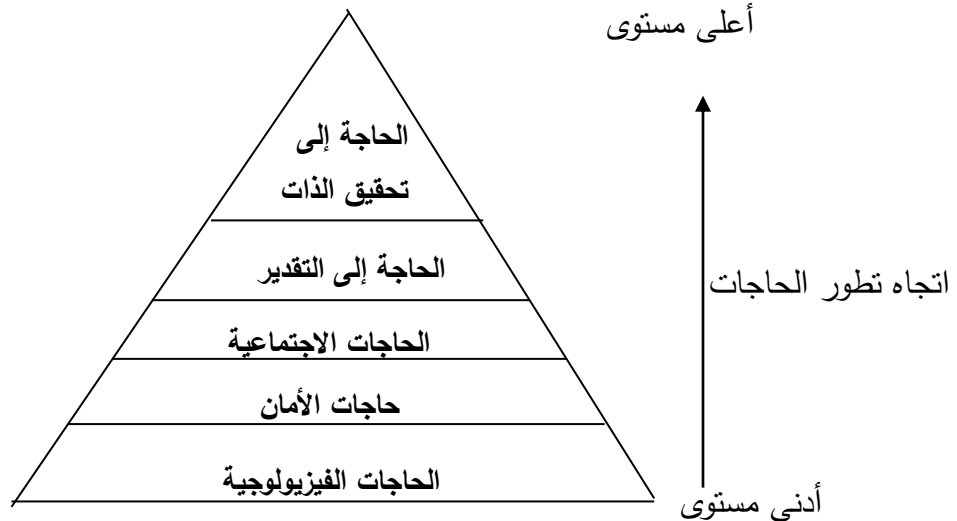 أعلى مستوى
الحاجة إلى
تحقيق الذات
الحاجة إلى التقدير
اتجاه تطور الحاجات
الحاجات الاجتماعية
حاجات الأمان
الحاجات الفيزيولوجية
أدنى مستوى